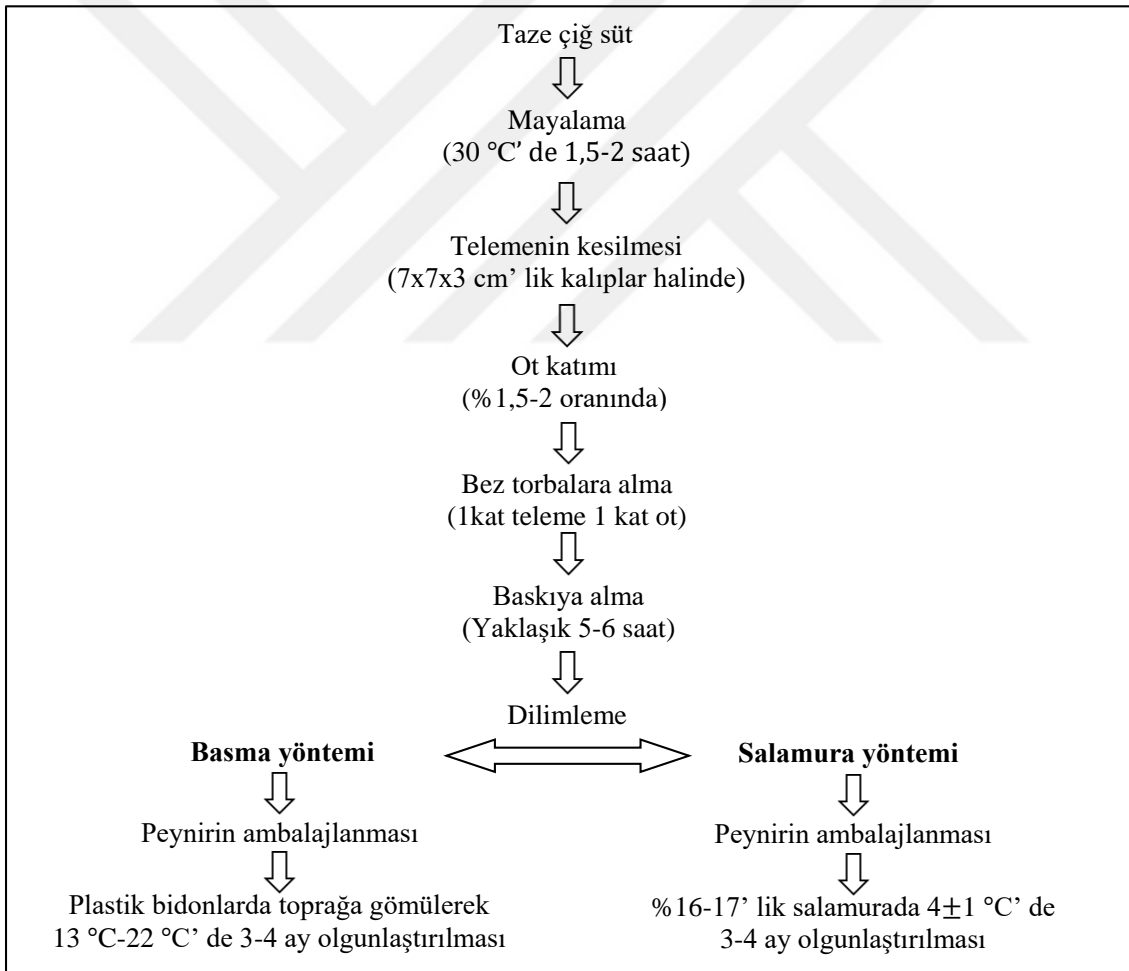 Taze çiğ süt
Mayalama
(30 °C’ de 1,5-2 saat)
Telemenin kesilmesi
(7x7x3 cm’ lik kalıplar halinde)
Ot katımı
(%1,5-2 oranında)
Bez torbalara alma
(1kat teleme 1 kat ot)
Baskıya alma
(Yaklaşık 5-6 saat)
Dilimleme
Basma yöntemi
Peynirin ambalajlanması
Plastik bidonlarda toprağa gömülerek
13 °C-22 °C’ de 3-4 ay olgunlaştırılması
Salamura yöntemi
Peynirin ambalajlanması
%16-17’ lik salamurada 4±1 °C’ de
3-4 ay olgunlaştırılması